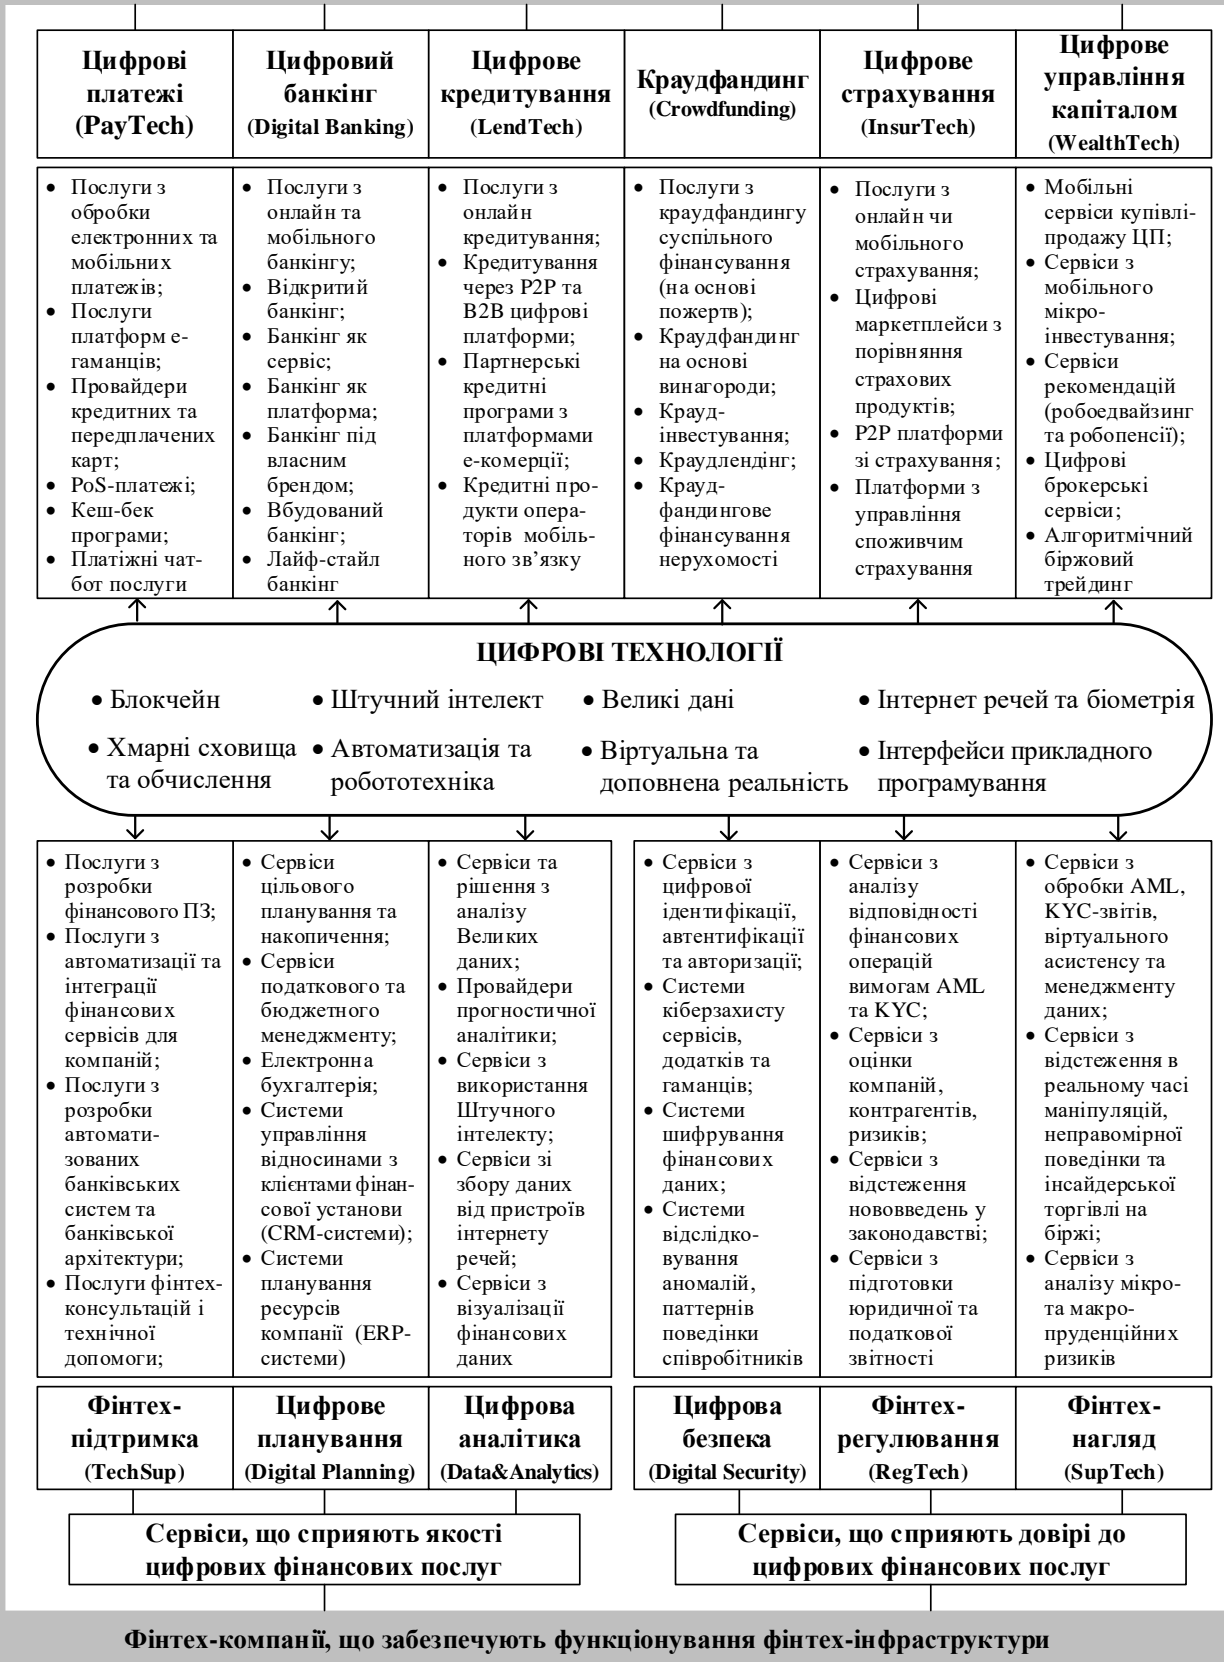 Цифрові
платежі
(PayTech)
Цифровий
банкінг
(Digital Banking)
Цифрове
кредитування
(LendTech)
Краудфандинг
(Crowdfunding)
Цифрове
страхування
(InsurTech)
Цифрове
управління
капіталом
(WealthTech)
• Послуги з
обробки
електронних та
мобільних
платежів;
• Послуги
платформ е-
гаманців;
• Провайдери
кредитних та
передплачених
карт;
• PoS-платежі;
• Кеш-бек
програми;
• Платіжні чат-
бот послуги
• Послуги з
онлайн та
мобільного
банкінгу;
• Відкритий
банкінг;
• Банкінг як
сервіс;
• Банкінг як
платформа;
• Банкінг під
власним
брендом;
• Вбудований
банкінг;
• Лайф-стайл
банкінг
• Послуги з
онлайн
кредитування;
• Кредитування
через P2P та
B2B цифрові
платформи;
• Партнерські
кредитні
програми з
платформами
е-комерції;
• Кредитні про-
дукти опера-
торів мобіль-
ного зв’язку
• Послуги з
краудфандингу
суспільного
фінансування
(на основі
пожертв);
• Краудфандинг
на основі
винагороди;
• Крауд-
інвестування;
• Краудлендінг;
• Крауд-
фандингове
фінансування
нерухомості
• Послуги з
онлайн чи
мобільного
страхування;
• Цифрові
маркетплейси з
порівняння
страхових
продуктів;
• P2P платформи
зі страхування;
• Платформи з
управління
споживчим
страхування
• Мобільні
сервіси купівлі-
продажу ЦП;
• Сервіси з
мобільного
мікро-
інвестування;
• Сервіси
рекомендацій
(робоедвайзинг
та робопенсії);
• Цифрові
брокерські
сервіси;
• Алгоритмічний
біржовий
трейдинг
ЦИФРОВІ ТЕХНОЛОГІЇ
• Блокчейн
• Штучний інтелект
• Великі дані
• Інтернет речей та біометрія
• Хмарні сховища
та обчислення
• Автоматизація та
робототехніка
• Віртуальна та
доповнена реальність
• Інтерфейси прикладного
програмування
• Послуги з
розробки
фінансового ПЗ;
• Послуги з
автоматизації та
інтеграції
фінансових
сервісів для
компаній;
• Послуги з
розробки
автомати-
зованих
банківських
систем та
банківської
архітектури;
• Послуги фінтех-
консультацій і
технічної
допомоги;
• Сервіси
цільового
планування та
накопичення;
• Сервіси
податкового та
бюджетного
менеджменту;
• Електронна
бухгалтерія;
• Системи
управління
відносинами з
клієнтами фінан-
сової установи
(CRM-системи);
• Системи
планування
ресурсів
компанії (ERP-
системи)
• Сервіси та
рішення з
аналізу
Великих
даних;
• Провайдери
прогностичної
аналітики;
• Сервіси з
використання
Штучного
інтелекту;
• Сервіси зі
збору даних
від пристроїв
інтернету
речей;
• Сервіси з
візуалізації
фінансових
даних
• Сервіси з
цифрової
ідентифікації,
автентифікації
та авторизації;
• Системи
кіберзахисту
сервісів,
додатків та
гаманців;
• Системи
шифрування
фінансових
даних;
• Системи
відслідко-
вування
аномалій,
паттернів
поведінки
співробітників
• Сервіси з
аналізу
відповідності
фінансових
операцій
вимогам AML
та KYC;
• Сервіси з
оцінки
компаній,
контрагентів,
ризиків;
• Сервіси з
відстеження
нововведень у
законодавстві;
• Сервіси з
підготовки
юридичної та
податкової
звітності
• Сервіси з
обробки AML,
KYC-звітів,
віртуального
асистенсу та
менеджменту
даних;
• Сервіси з
відстеження в
реальному часі
маніпуляцій,
неправомірної
поведінки та
інсайдерської
торгівлі на
біржі;
• Сервіси з
аналізу мікро-
та макро-
пруденційних
ризиків
Фінтех-
підтримка
(TechSup)
Цифрове
планування
(Digital Planning)
Цифрова
аналітика
(Data&Analytics)
Цифрова
безпека
(Digital Security)
Фінтех-
регулювання
(RegTech)
Фінтех-
нагляд
(SupTech)
Сервіси, що сприяють якості
цифрових фінансових послуг
Сервіси, що сприяють довірі до
цифрових фінансових послуг
Фінтех-компанії, що забезпечують функціонування фінтех-інфраструктури